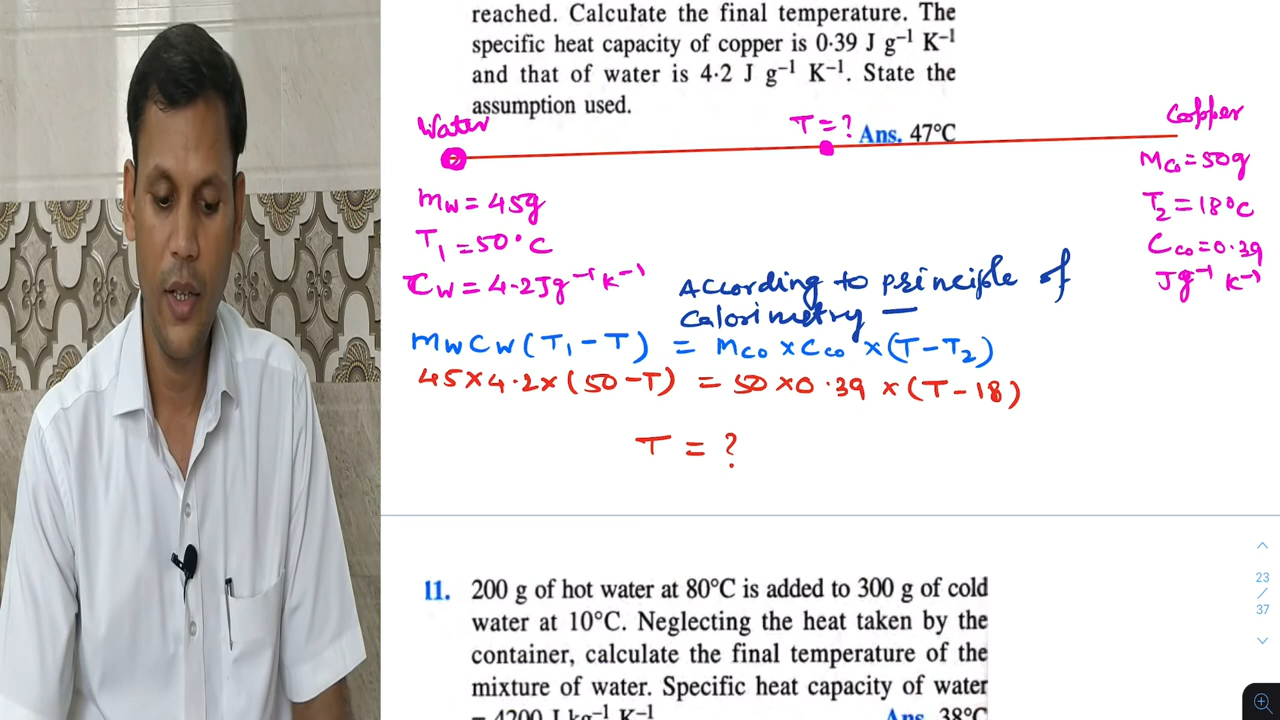 reached. Calculate the final temperature. The
specific heat capacity of copper is 0·39 J g⁻¹ K⁻¹
and that of water is 4·2 J g⁻¹ K⁻¹. State the
assumption used.
Ans. 47°C
Water
T = ?
Copper
mw = 45g
T₁ = 50°C
Cw = 4.2Jg⁻¹K⁻¹
Mco = 50g
T₂ = 18°C
Cco = 0.39
Jg⁻¹ K⁻¹
According to principle of
Calorimetry –
mwcw(T₁ – T) = mco × Cco × (T – T₂)
45 × 4.2 × (50 – T) = 50 × 0.39 × (T – 18)
T = ?
11. 200 g of hot water at 80°C is added to 300 g of cold
water at 10°C. Neglecting the heat taken by the
container, calculate the final temperature of the
mixture of water. Specific heat capacity of water
= 4200 J kg⁻¹ K⁻¹
Ans. 38°C
23
/
37